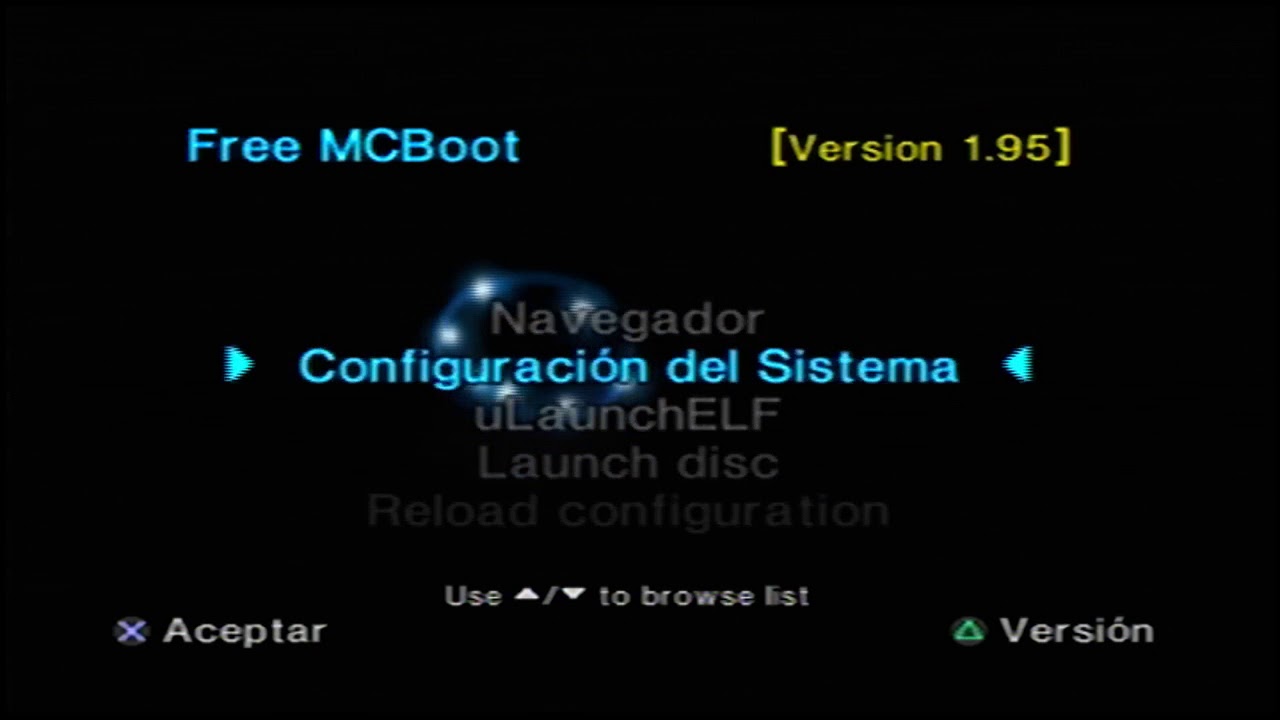 Free MCBoot [Version 1.95]
Navegador
Configuración del Sistema
uLaunchELF
Launch disc
Reload configuration
Use ▲/▼ to browse list
Aceptar Versión